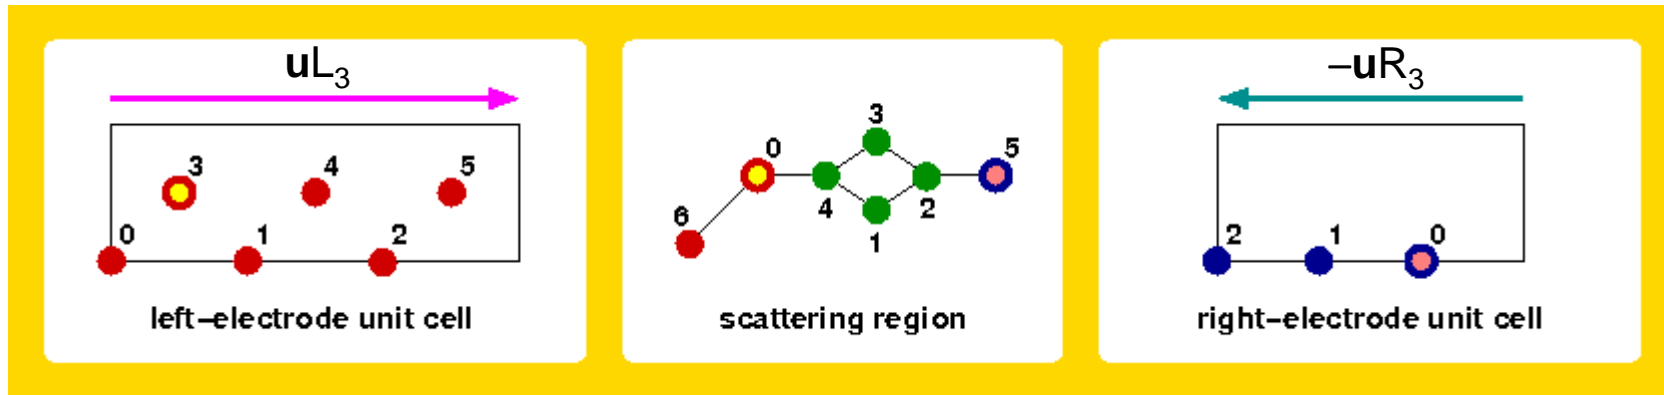 uL3
3 4 5
0 1 2
left–electrode unit cell
3
0 5
6 4 2
1
scattering region
–uR3
2 1 0
right–electrode unit cell